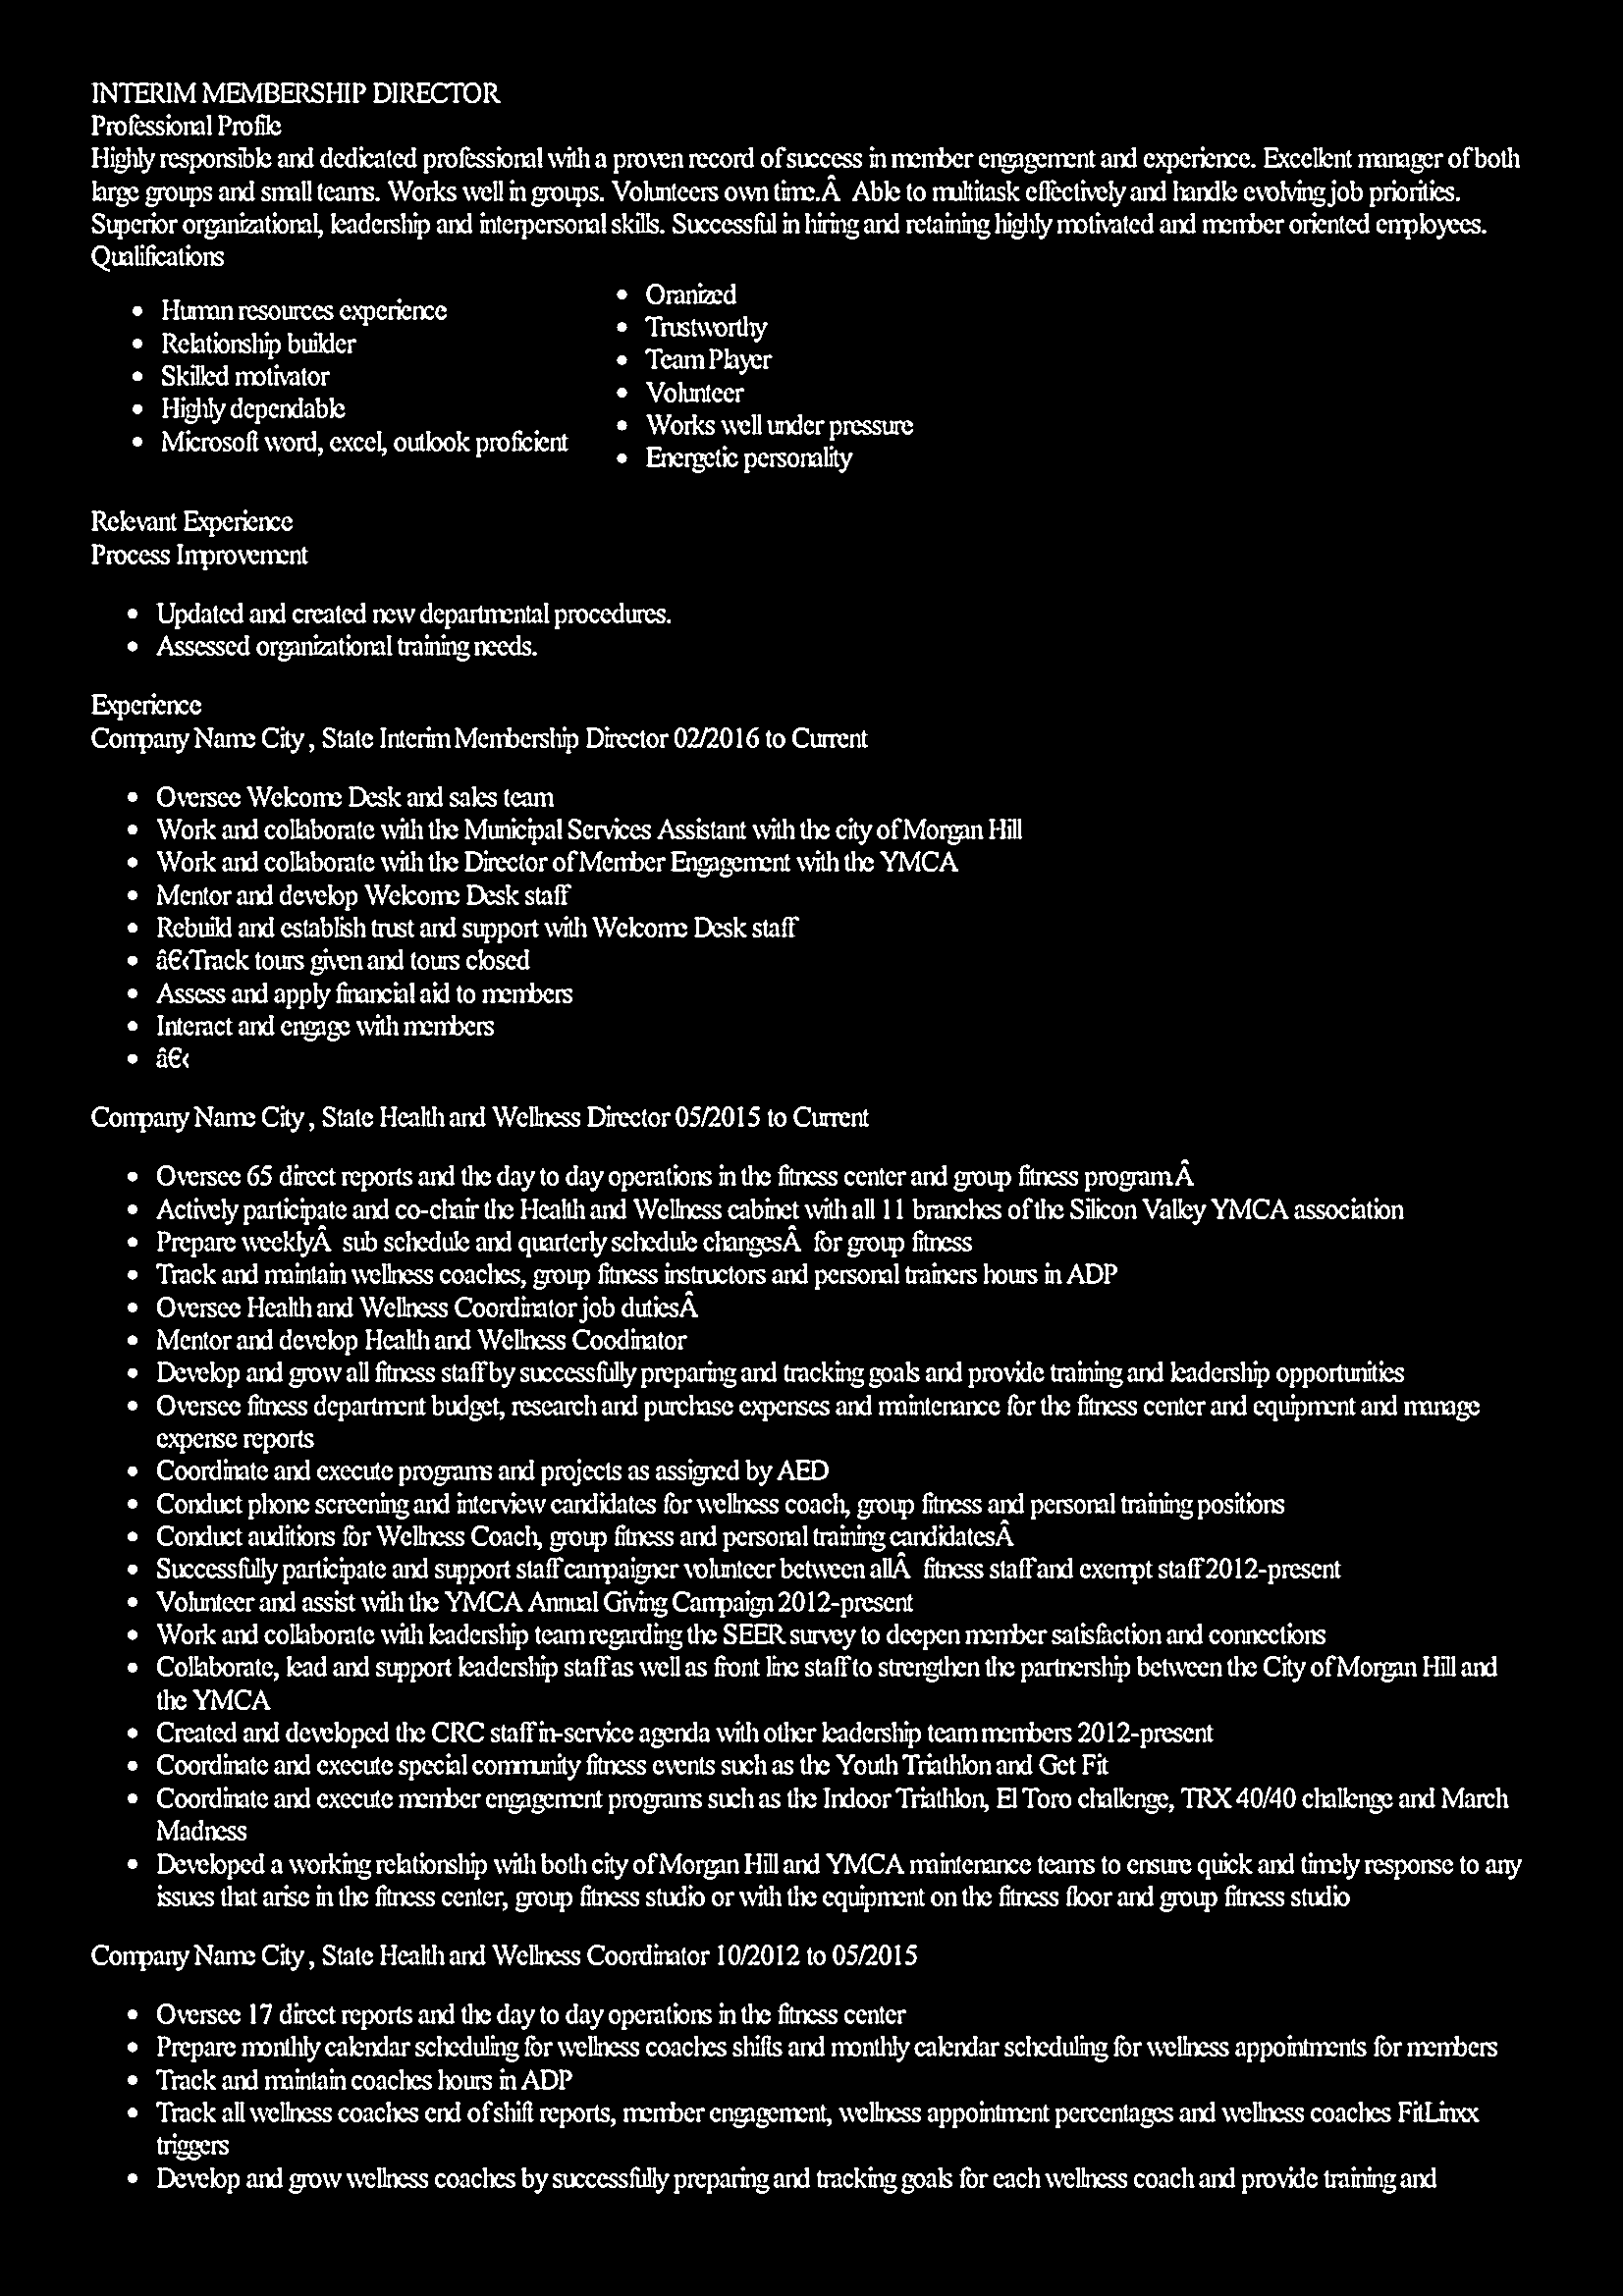 INTERIM MEMBERSHIP DIRECTOR
Professional Profile
Highly responsible and dedicated professional with a proven record of success in member engagement and experience. Excellent manager of both
large groups and small teams. Works well in groups. Volunteers own time.Â  Able to multitask effectively and handle evolving job priorities.
Superior organizational, leadership and interpersonal skills. Successful in hiring and retaining highly motivated and member oriented employees.
Qualifications
• Human resources experience
• Relationship builder
• Skilled motivator
• Highly dependable
• Microsoft word, excel, outlook proficient
• Oranized
• Trustworthy
• Team Player
• Volunteer
• Works well under pressure
• Energetic personality
Relevant Experience
Process Improvement
• Updated and created new departmental procedures.
• Assessed organizational training needs.
Experience
Company Name City , State Interim Membership Director 02/2016 to Current
• Oversee Welcome Desk and sales team
• Work and collaborate with the Municipal Services Assistant with the city of Morgan Hill
• Work and collaborate with the Director of Member Engagement with the YMCA
• Mentor and develop Welcome Desk staff
• Rebuild and establish trust and support with Welcome Desk staff
• â€‹Track tours given and tours closed
• Assess and apply financial aid to members
• Interact and engage with members
• â€‹
Company Name City , State Health and Wellness Director 05/2015 to Current
• Oversee 65 direct reports and the day to day operations in the fitness center and group fitness program.Â
• Actively participate and co-chair the Health and Wellness cabinet with all 11 branches of the Silicon Valley YMCA association
• Prepare weeklyÂ  sub schedule and quarterly schedule changesÂ  for group fitness
• Track and maintain wellness coaches, group fitness instructors and personal trainers hours in ADP
• Oversee Health and Wellness Coordinator job dutiesÂ
• Mentor and develop Health and Wellness Coodinator
• Develop and grow all fitness staff by successfully preparing and tracking goals and provide training and leadership opportunities
• Oversee fitness department budget, research and purchase expenses and maintenance for the fitness center and equipment and manage
expense reports
• Coordinate and execute programs and projects as assigned by AED
• Conduct phone screening and interview candidates for wellness coach, group fitness and personal training positions
• Conduct auditions for Wellness Coach, group fitness and personal training candidatesÂ
• Successfully participate and support staff campaigner volunteer between allÂ  fitness staff and exempt staff 2012-present
• Volunteer and assist with the YMCA Annual Giving Campaign 2012-present
• Work and collaborate with leadership team regarding the SEER survey to deepen member satisfaction and connections
• Collaborate, lead and support leadership staff as well as front line staff to strengthen the partnership between the City of Morgan Hill and
the YMCA
• Created and developed the CRC staff in-service agenda with other leadership team members 2012-present
• Coordinate and execute special community fitness events such as the Youth Triathlon and Get Fit
• Coordinate and execute member engagement programs such as the Indoor Triathlon, El Toro challenge, TRX 40/40 challenge and March
Madness
• Developed a working relationship with both city of Morgan Hill and YMCA maintenance teams to ensure quick and timely response to any
issues that arise in the fitness center, group fitness studio or with the equipment on the fitness floor and group fitness studio
Company Name City , State Health and Wellness Coordinator 10/2012 to 05/2015
• Oversee 17 direct reports and the day to day operations in the fitness center
• Prepare monthly calendar scheduling for wellness coaches shifts and monthly calendar scheduling for wellness appointments for members
• Track and maintain coaches hours in ADP
• Track all wellness coaches end of shift reports, member engagement, wellness appointment percentages and wellness coaches FitLinxx
triggers
• Develop and grow wellness coaches by successfully preparing and tracking goals for each wellness coach and provide training and